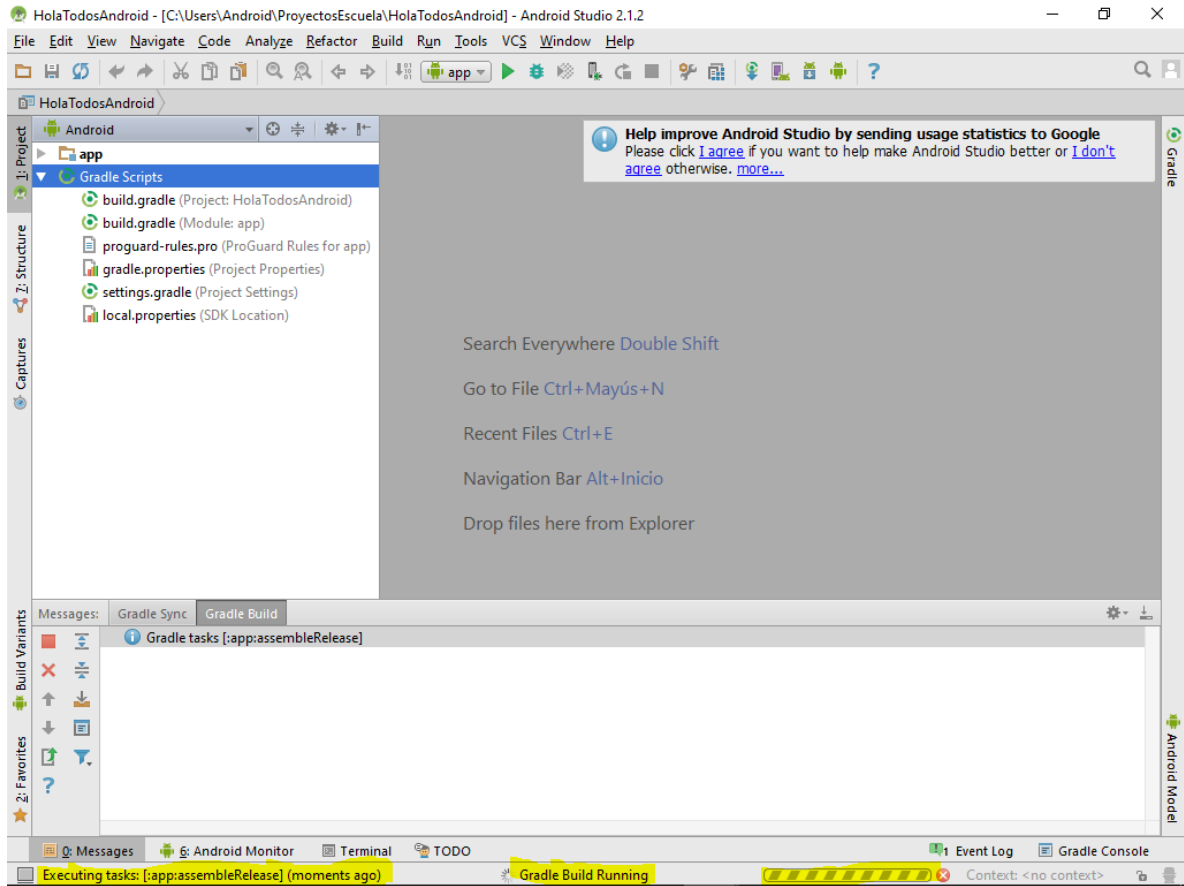 HolaTodosAndroid - [C:\Users\Android\ProyectosEscuela\HolaTodosAndroid] - Android Studio 2.1.2
File Edit View Navigate Code Analyze Refactor Build Run Tools VCS Window Help
app
HolaTodosAndroid
1: Project
7: Structure
Captures
Build Variants
2: Favorites
Android
app
Gradle Scripts
build.gradle (Project: HolaTodosAndroid)
build.gradle (Module: app)
proguard-rules.pro (ProGuard Rules for app)
gradle.properties (Project Properties)
settings.gradle (Project Settings)
local.properties (SDK Location)
Help improve Android Studio by sending usage statistics to Google
Please click I agree if you want to help make Android Studio better or I don't
agree otherwise. more...
Search Everywhere Double Shift
Go to File Ctrl+Mayús+N
Recent Files Ctrl+E
Navigation Bar Alt+Inicio
Drop files here from Explorer
Gradle
Android Model
Messages: Gradle Sync Gradle Build
Gradle tasks [:app:assembleRelease]
0: Messages 6: Android Monitor Terminal TODO 1 Event Log Gradle Console
Executing tasks: [:app:assembleRelease] (moments ago) Gradle Build Running Context: <no context>